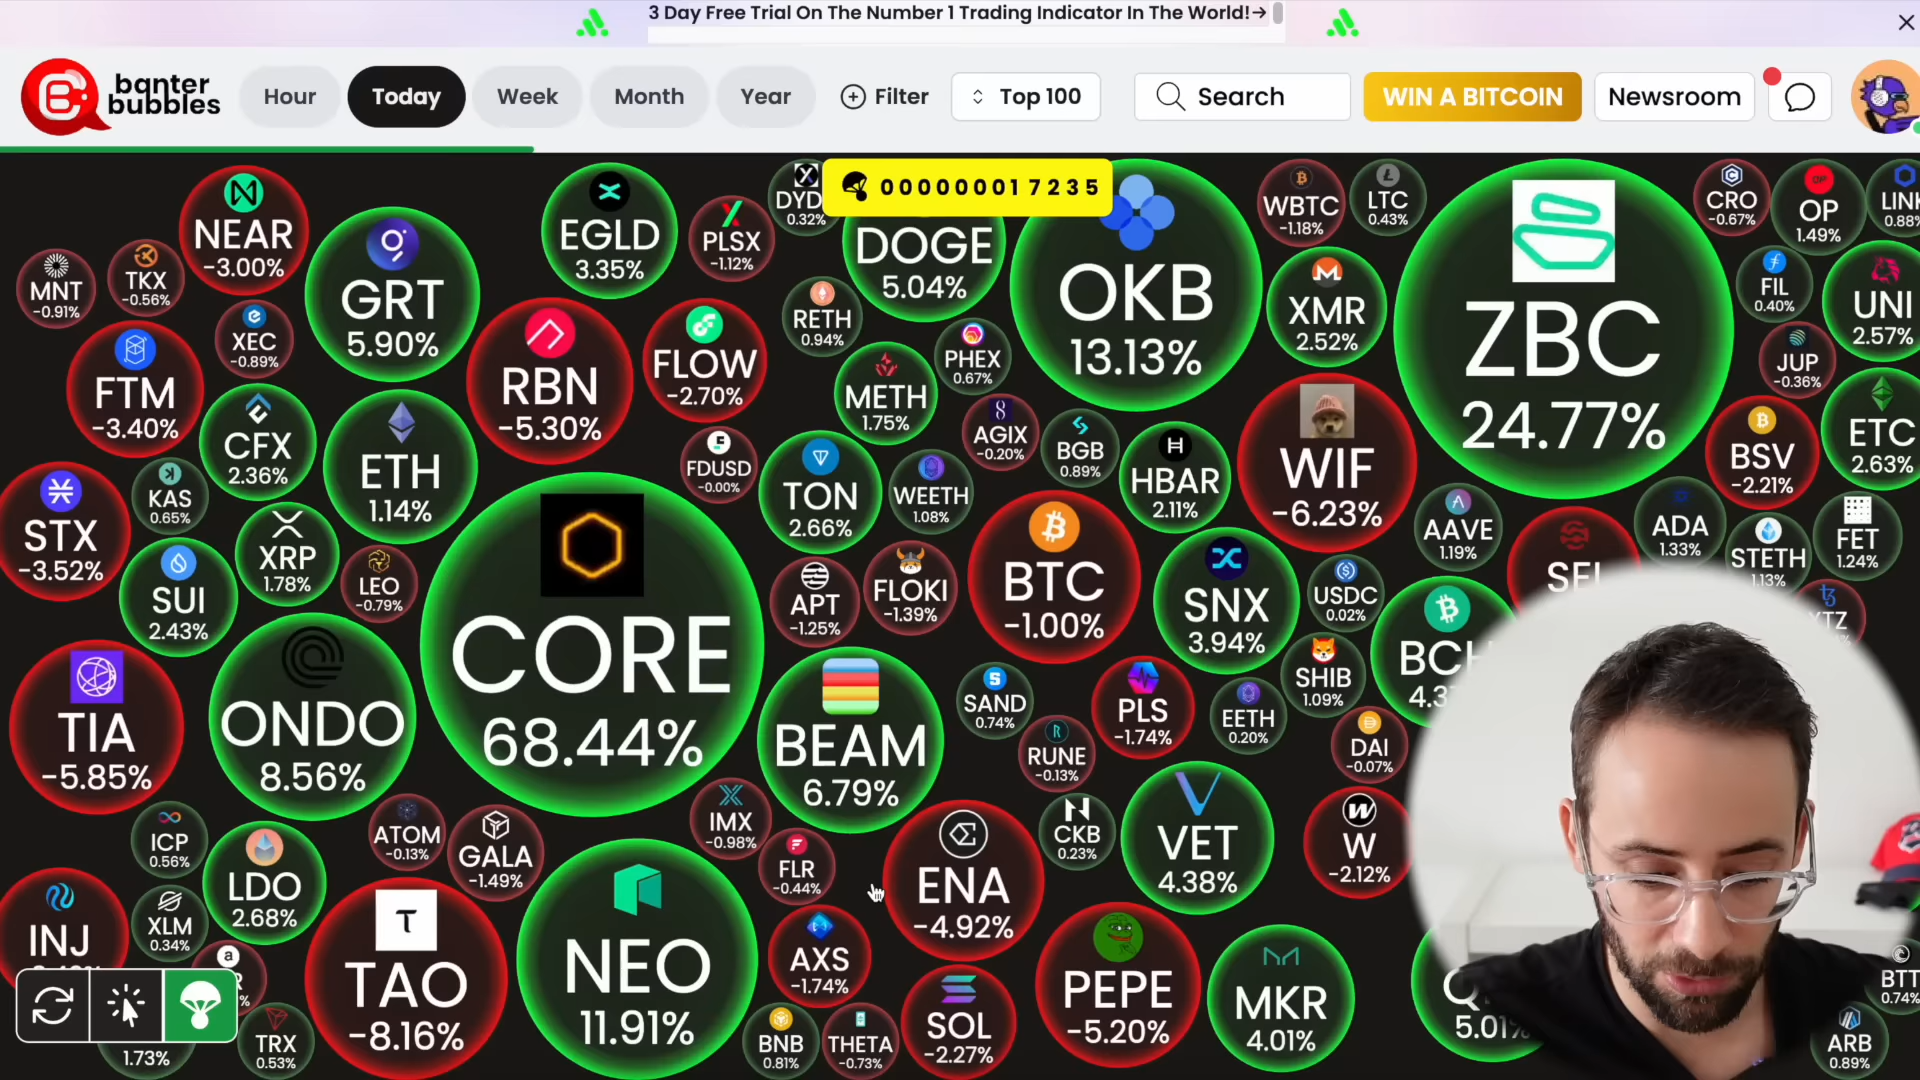 3 Day Free Trial On The Number 1 Trading Indicator In The World!→
banter
bubbles
Hour
Today
Week
Month
Year
Filter
Top 100
Search
WIN A BITCOIN
Newsroom
000000017235
NEAR
-3.00%
MNT
-0.91%
TKX
-0.56%
XEC
-0.89%
GRT
5.90%
EGLD
3.35%
PLSX
-1.12%
0.32%
DOGE
5.04%
OKB
13.13%
WBTC
-1.18%
LTC
0.43%
XMR
2.52%
ZBC
24.77%
CRO
-0.67%
OP
1.49%
0.88%
FIL
0.40%
UNI
2.57%
JUP
-0.36%
ETC
2.63%
FTM
-3.40%
CFX
2.36%
ETH
1.14%
RBN
-5.30%
FLOW
-2.70%
RETH
0.94%
PHEX
0.67%
METH
1.75%
AGIX
-0.20%
BGB
0.89%
HBAR
2.11%
WIF
-6.23%
BSV
-2.21%
STX
-3.52%
KAS
0.65%
XRP
1.78%
FDUSD
-0.00%
TON
2.66%
WEETH
1.08%
AAVE
1.19%
ADA
1.33%
STETH
1.13%
FET
1.24%
SUI
2.43%
LEO
-0.79%
CORE
68.44%
APT
-1.25%
FLOKI
-1.39%
BTC
-1.00%
SNX
3.94%
USDC
0.02%
SHIB
1.09%
TIA
-5.85%
ONDO
8.56%
BEAM
6.79%
SAND
0.74%
RUNE
-0.13%
PLS
-1.74%
EETH
0.20%
DAI
-0.07%
ICP
0.56%
LDO
2.68%
ATOM
-0.13%
GALA
-1.49%
IMX
-0.98%
FLR
-0.44%
ENA
-4.92%
CKB
0.23%
VET
4.38%
W
-2.12%
INJ
XLM
0.34%
TAO
-8.16%
NEO
11.91%
AXS
-1.74%
SOL
-2.27%
PEPE
-5.20%
MKR
4.01%
5.01%
BTT
0.74%
1.73%
TRX
0.53%
BNB
0.81%
THETA
-0.73%
ARB
0.89%